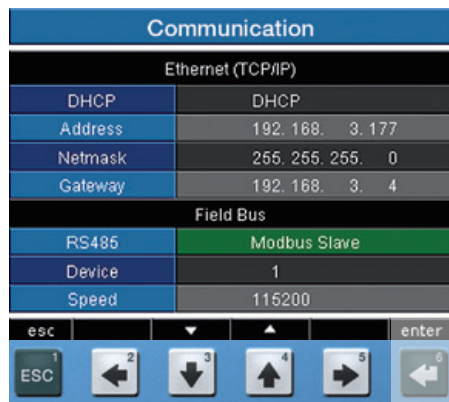 Communication
Ethernet (TCP/IP)
DHCP DHCP
Address 192. 168. 3. 177
Netmask 255. 255. 255. 0
Gateway 192. 168. 3. 4
Field Bus
RS485 Modbus Slave
Device 1
Speed 115200
esc ▼ ▲ enter
ESC 1 2 3 4 5 6